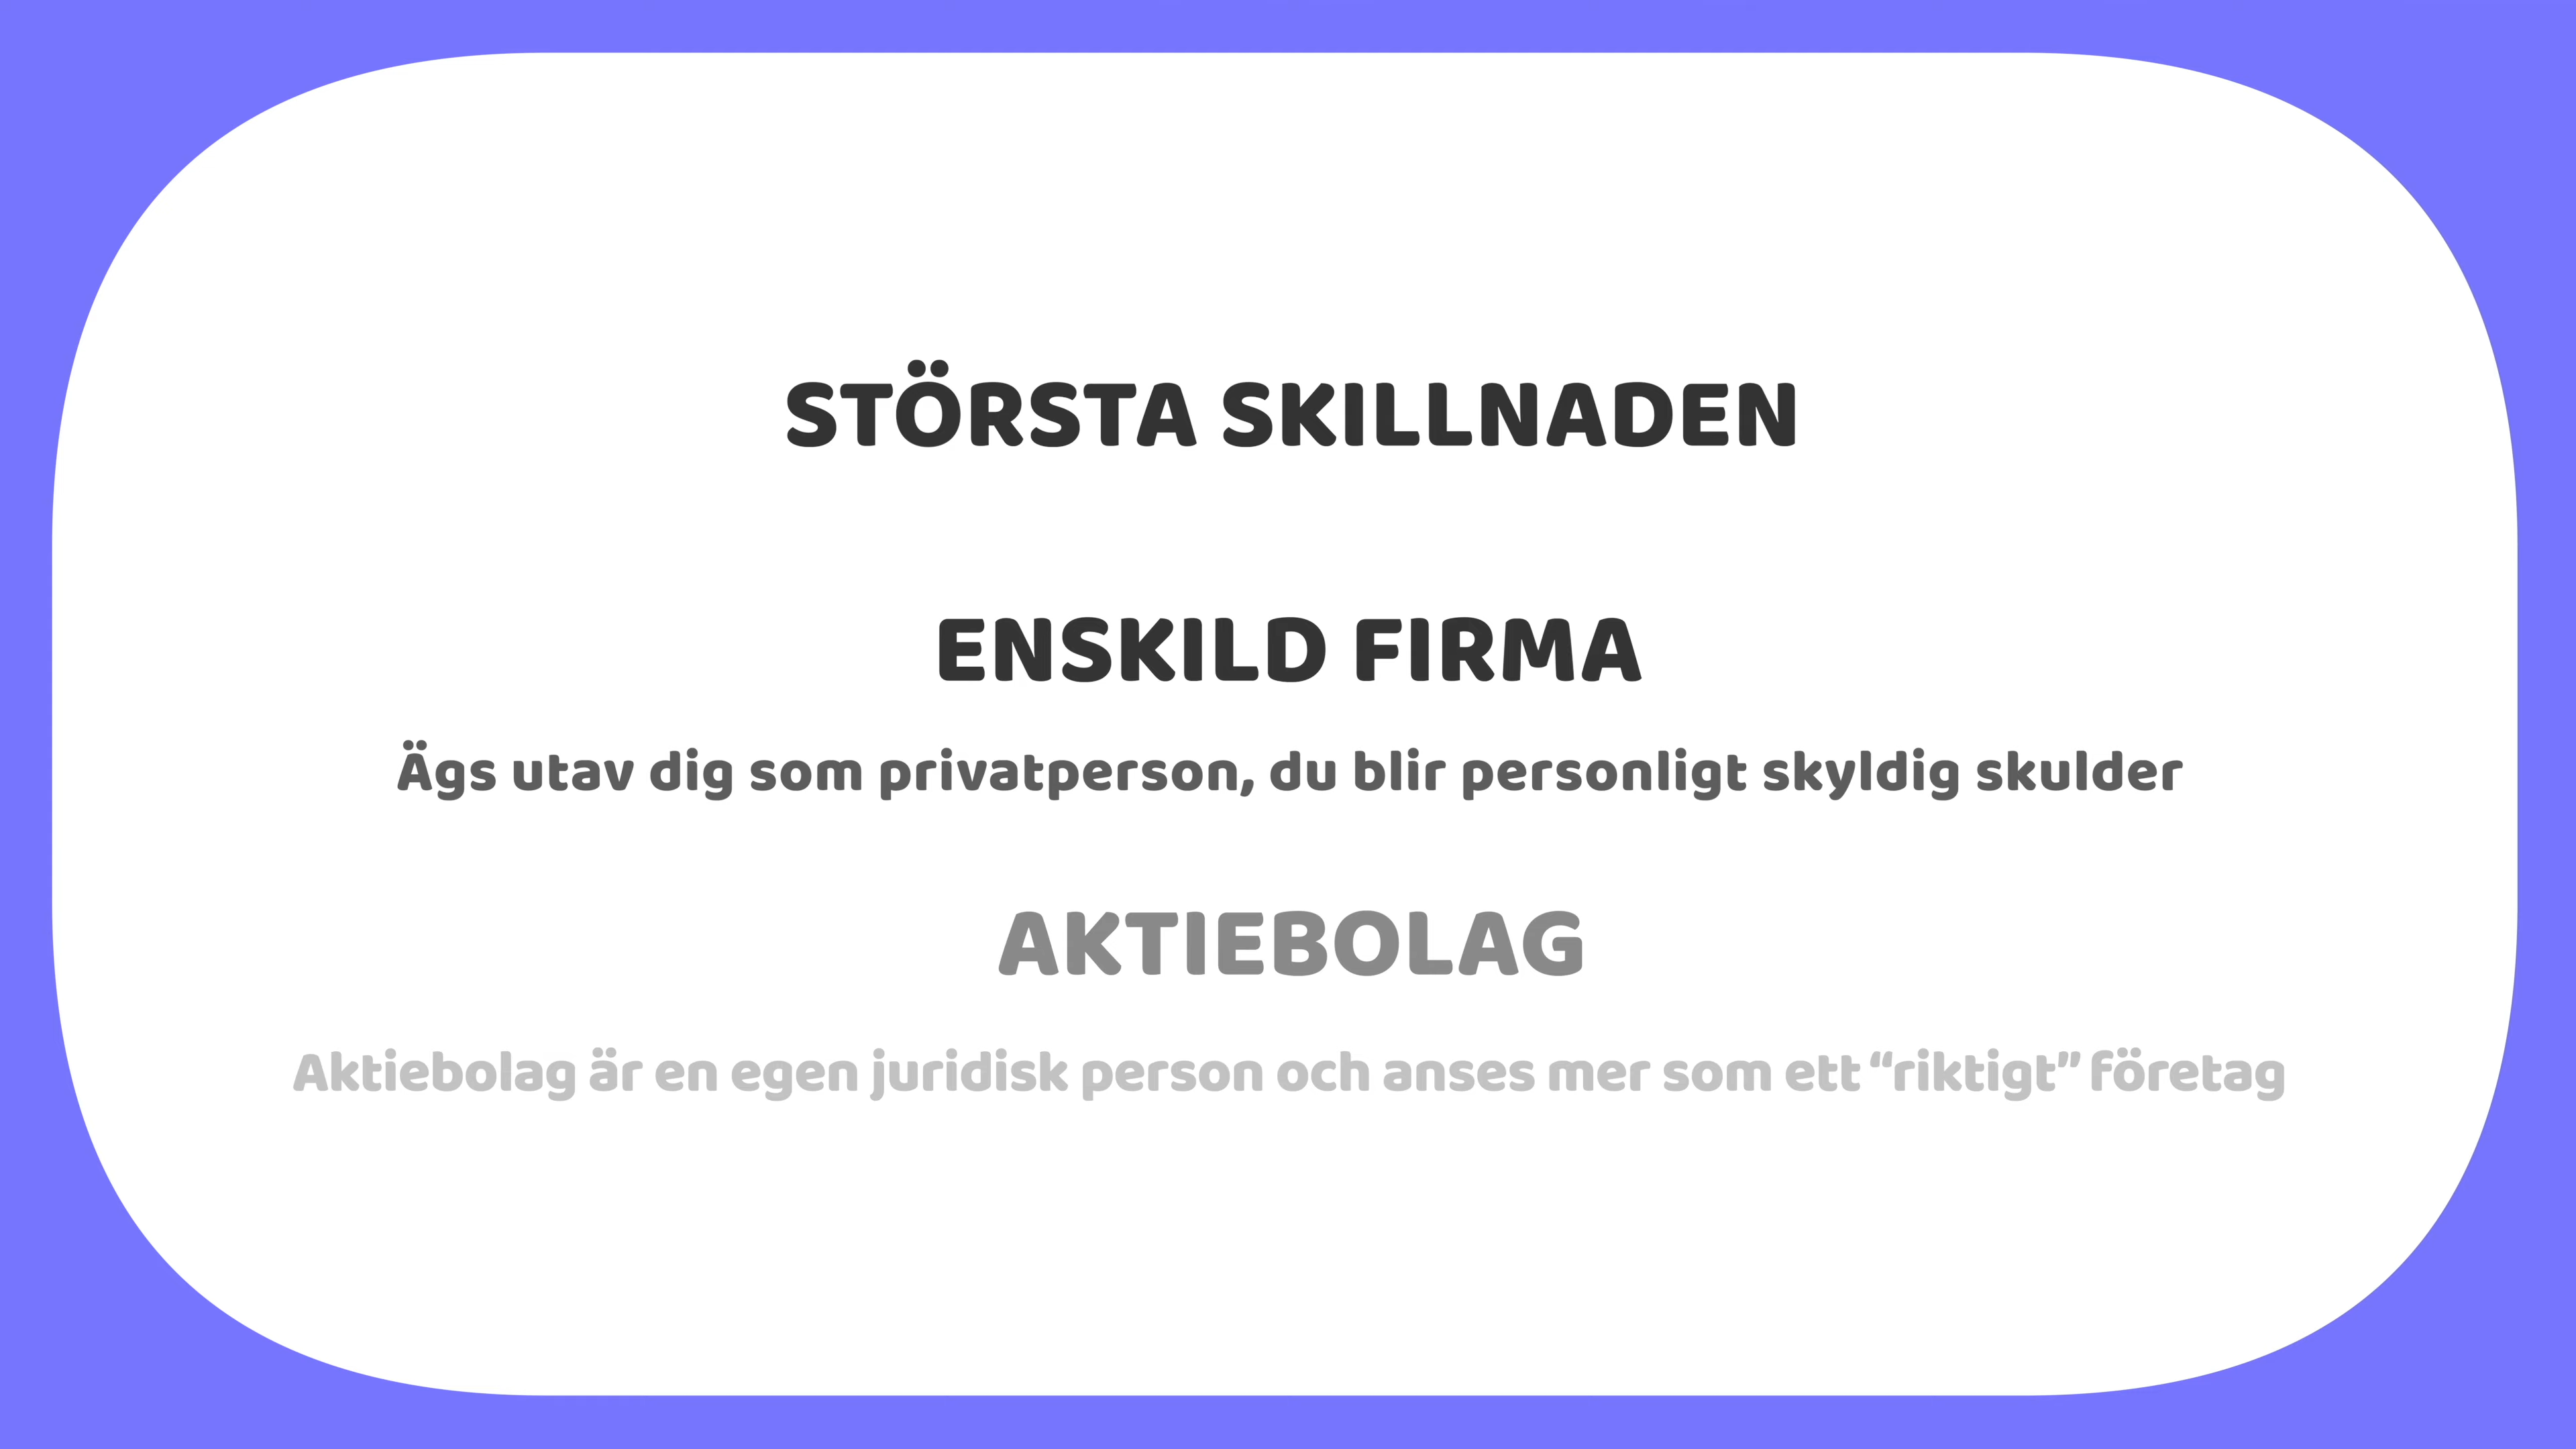 STÖRSTA SKILLNADEN
ENSKILD FIRMA
Ägs utav dig som privatperson, du blir personligt skyldig skulder
AKTIEBOLAG
Aktiebolag är en egen juridisk person och anses mer som ett “riktigt” företag